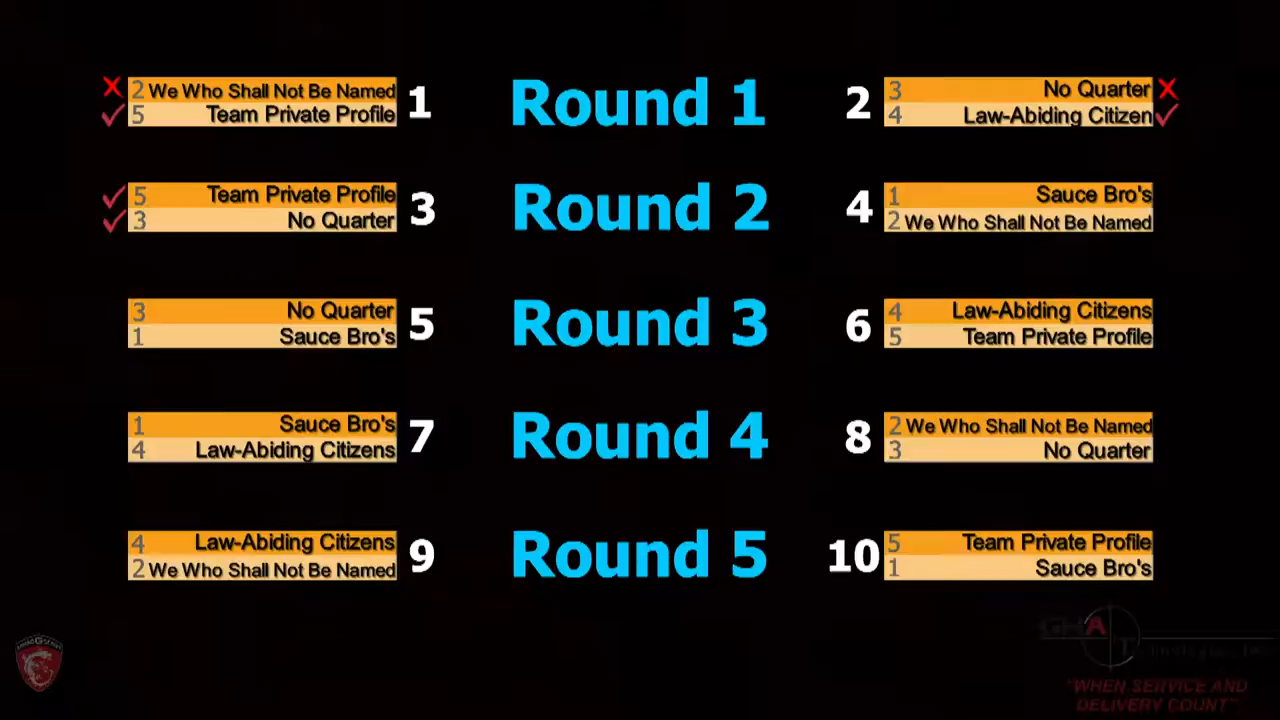 2 We Who Shall Not Be Named
5 Team Private Profile
1
Round 1
2
3 No Quarter
4 Law-Abiding Citizen
5 Team Private Profile
3 No Quarter
3
Round 2
4
1 Sauce Bro's
2 We Who Shall Not Be Named
3 No Quarter
1 Sauce Bro's
5
Round 3
6
4 Law-Abiding Citizens
5 Team Private Profile
1 Sauce Bro's
4 Law-Abiding Citizens
7
Round 4
8
2 We Who Shall Not Be Named
3 No Quarter
4 Law-Abiding Citizens
2 We Who Shall Not Be Named
9
Round 5
10
5 Team Private Profile
1 Sauce Bro's
GHA
Technologies, Inc
"WHEN SERVICE AND
DELIVERY COUNT"